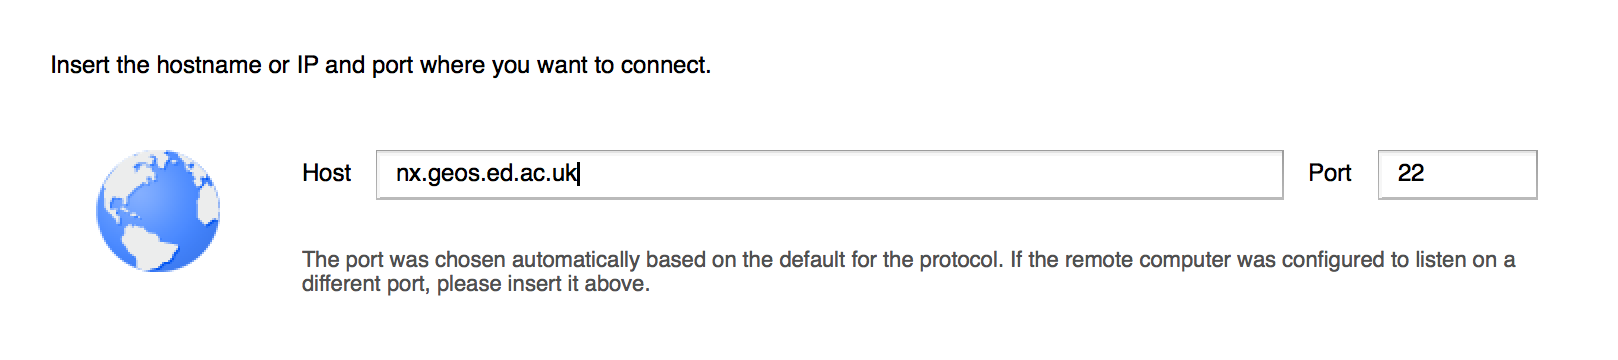 Insert the hostname or IP and port where you want to connect.
Host nx.geos.ed.ac.uk Port 22
The port was chosen automatically based on the default for the protocol. If the remote computer was configured to listen on a
different port, please insert it above.